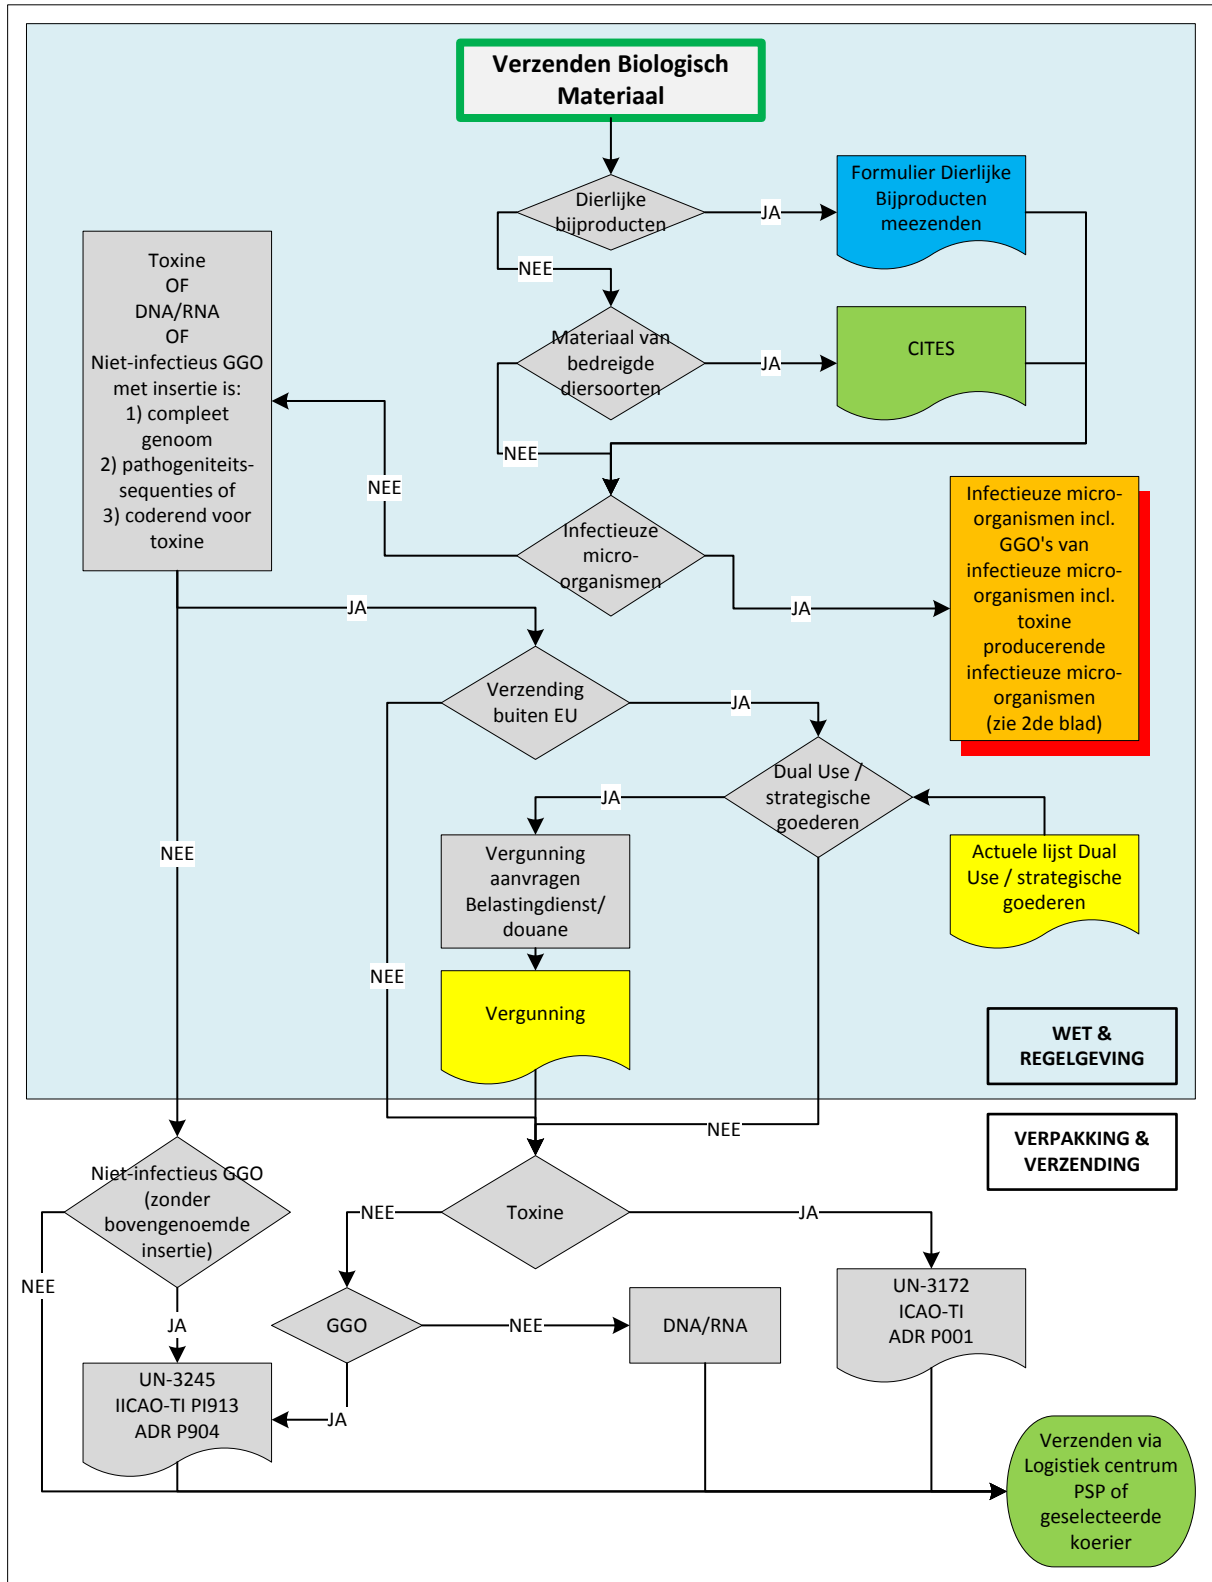 Verzenden Biologisch
Materiaal
Dierlijke
bijproducten
JA
Formulier Dierlijke
Bijproducten
meezenden
NEE
Materiaal van
bedreigde
diersoorten
JA
CITES
NEE
Toxine
OF
DNA/RNA
OF
Niet-infectieus GGO
met insertie is:
1) compleet
genoom
2) pathogeniteits-
sequenties of
3) coderend voor
toxine
NEE
Infectieuze
micro-
organismen
JA
Infectieuze micro-
organismen incl.
GGO's van
infectieuze micro-
organismen incl.
toxine
producerende
infectieuze micro-
organismen
(zie 2de blad)
JA
Verzending
buiten EU
JA
Dual Use /
strategische
goederen
JA
NEE
Vergunning
aanvragen
Belastingdienst/
douane
Actuele lijst Dual
Use / strategische
goederen
NEE
Vergunning
WET &
REGELGEVING
NEE
VERPAKKING &
VERZENDING
Niet-infectieus GGO
(zonder
bovengenoemde
insertie)
NEE
Toxine
JA
NEE
JA
GGO
NEE
DNA/RNA
UN-3172
ICAO-TI
ADR P001
UN-3245
IICAO-TI PI913
ADR P904
JA
Verzenden via
Logistiek centrum
PSP of
geselecteerde
koerier